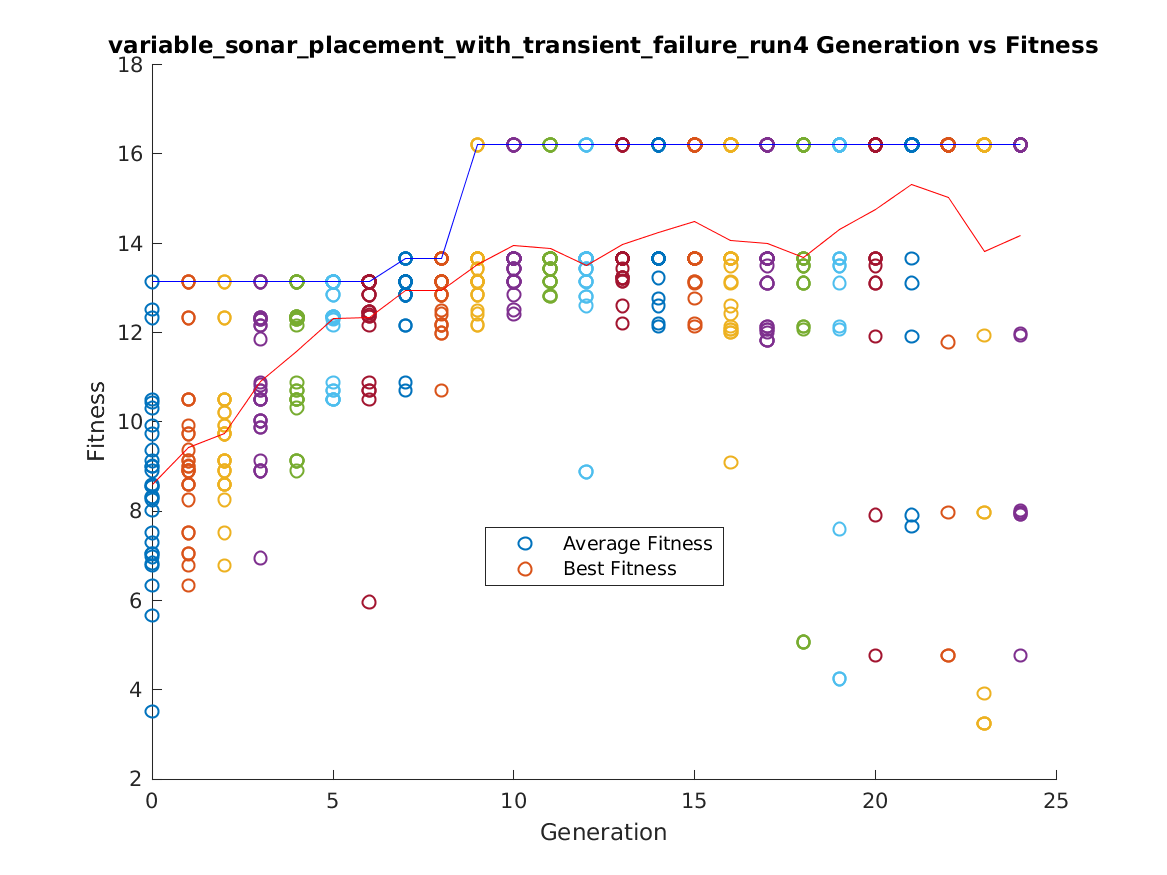 variable_sonar_placement_with_transient_failure_run4 Generation vs Fitness
18
16
14
12
10
8
6
4
2
Fitness
Average Fitness
Best Fitness
0 5 10 15 20 25
Generation